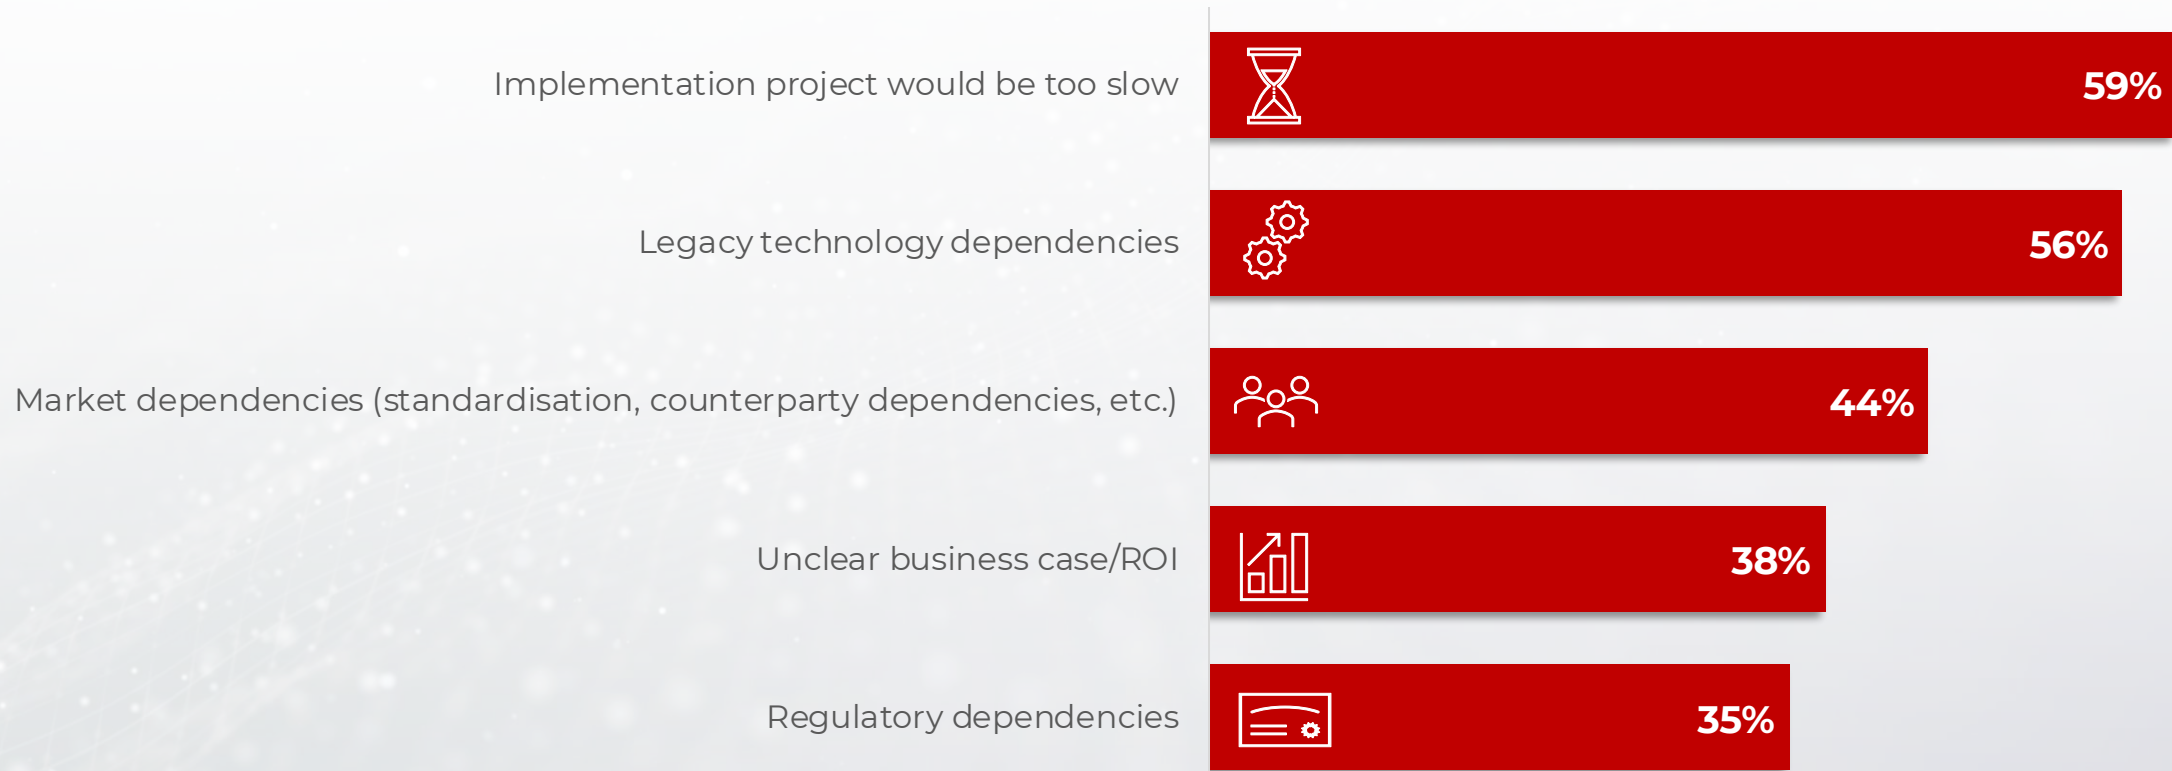 Implementation project would be too slow 59%
Legacy technology dependencies 56%
Market dependencies (standardisation, counterparty dependencies, etc.) 44%
Unclear business case/ROI 38%
Regulatory dependencies 35%